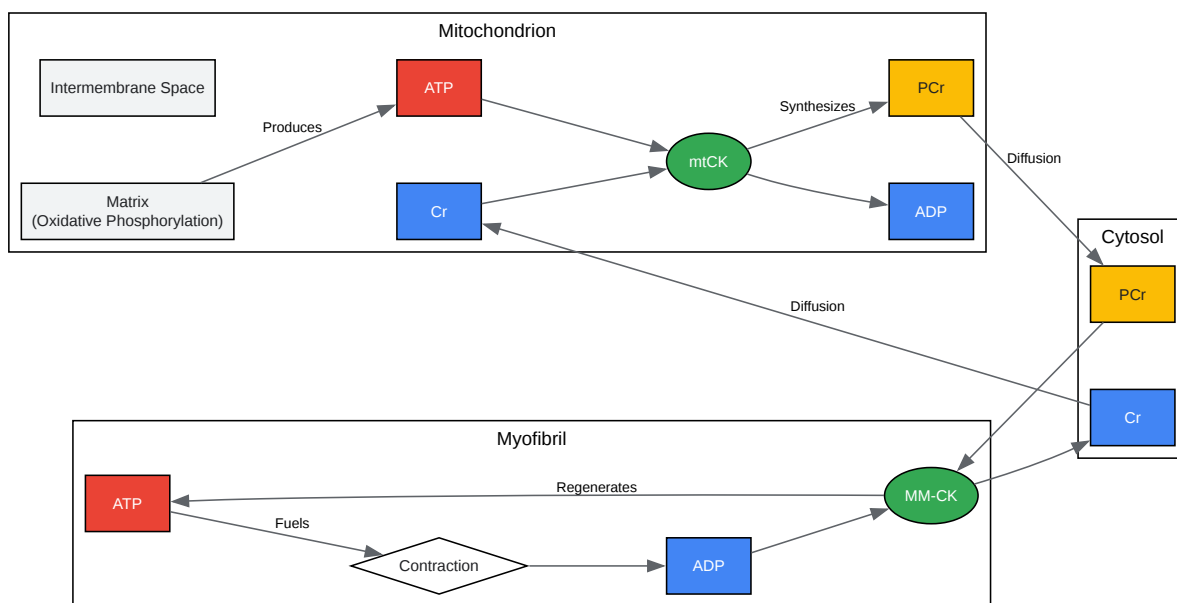 Mitochondrion
Intermembrane Space
ATP
PCr
Synthesizes
Produces
mtCK
Diffusion
Matrix
(Oxidative Phosphorylation)
Cr
ADP
Cytosol
PCr
Diffusion
Cr
Myofibril
Regenerates
MM-CK
ATP
Fuels
Contraction
ADP